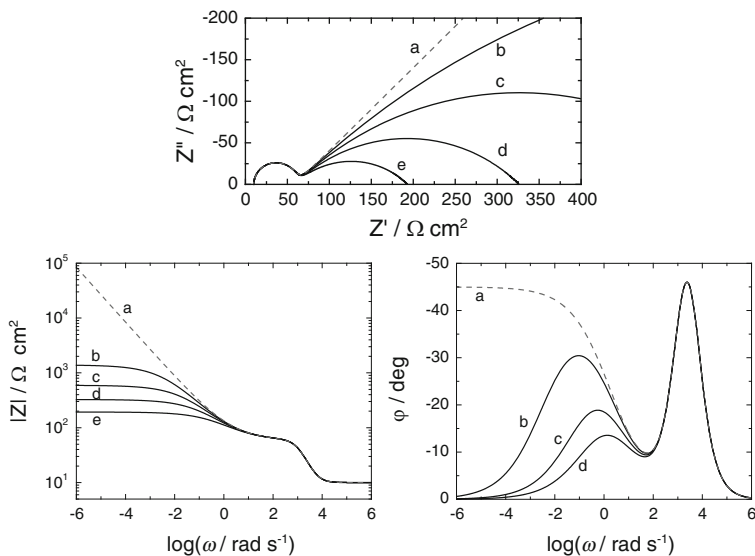 -200
-150
-100
-50
0
Z" / Ω cm²
a
b
c
d
e
0 50 100 150 200 250 300 350 400
Z' / Ω cm²
10⁵
10⁴
10³
10²
10¹
|Z| / Ω cm²
a
b
c
d
e
-6 -4 -2 0 2 4 6
log(ω / rad s⁻¹)
-50
-40
-30
-20
-10
0
φ / deg
a
b
c
d
-6 -4 -2 0 2 4 6
log(ω / rad s⁻¹)